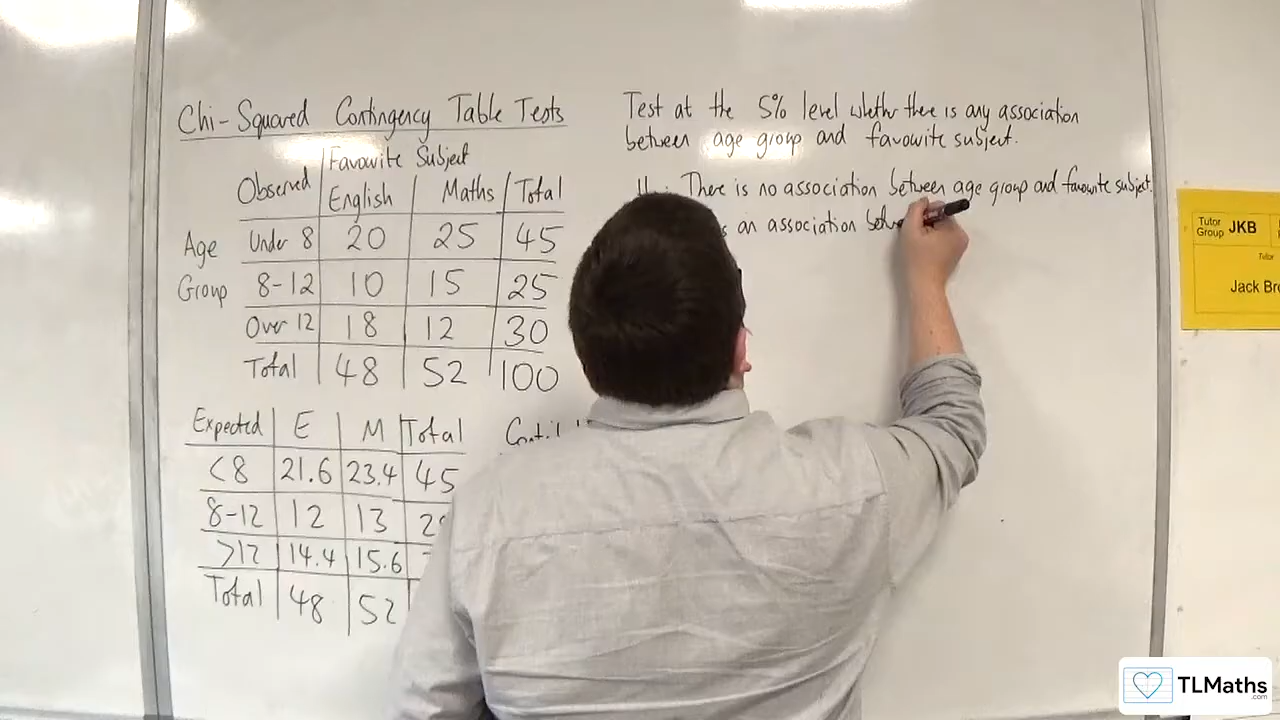 Chi-Squared Contingency Table Tests
Favourite Subject
Observed English Maths Total
Age Group
Under 8 20 25 45
8-12 10 15 25
Over 12 18 12 30
Total 48 52 100
Expected E M Total
<8 21.6 23.4 45
8-12 12 13
>12 14.4 15.6
Total 48 52
Test at the 5% level whether there is any association
between age group and favourite subject.
There is no association between age group and favourite subject.
an association
Tutor
Group JKB
Tutor
Jack
TLMaths
.com